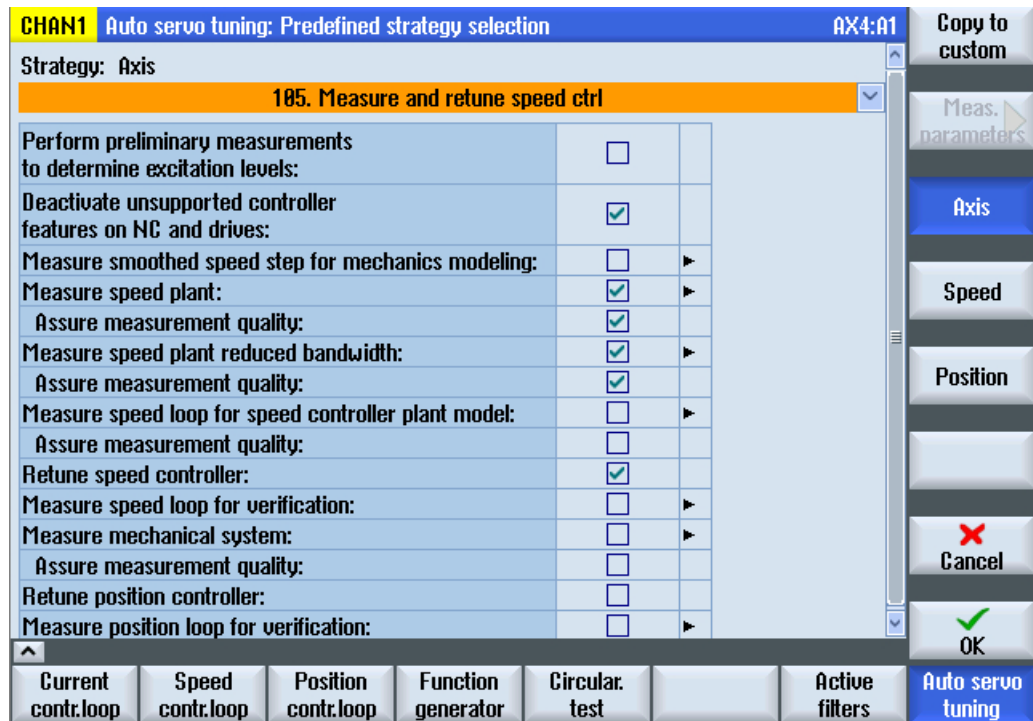 CHAN1 Auto servo tuning: Predefined strategy selection AX4:A1
Strategy: Axis
105. Measure and retune speed ctrl
Perform preliminary measurements
to determine excitation levels:
Deactivate unsupported controller
features on NC and drives:
Measure smoothed speed step for mechanics modeling:
Measure speed plant:
Assure measurement quality:
Measure speed plant reduced bandwidth:
Assure measurement quality:
Measure speed loop for speed controller plant model:
Assure measurement quality:
Retune speed controller:
Measure speed loop for verification:
Measure mechanical system:
Assure measurement quality:
Retune position controller:
Measure position loop for verification:
Copy to
custom
Meas.
parameters
Axis
Speed
Position
Cancel
OK
Current
contr.loop
Speed
contr.loop
Position
contr.loop
Function
generator
Circular.
test
Active
filters
Auto servo
tuning